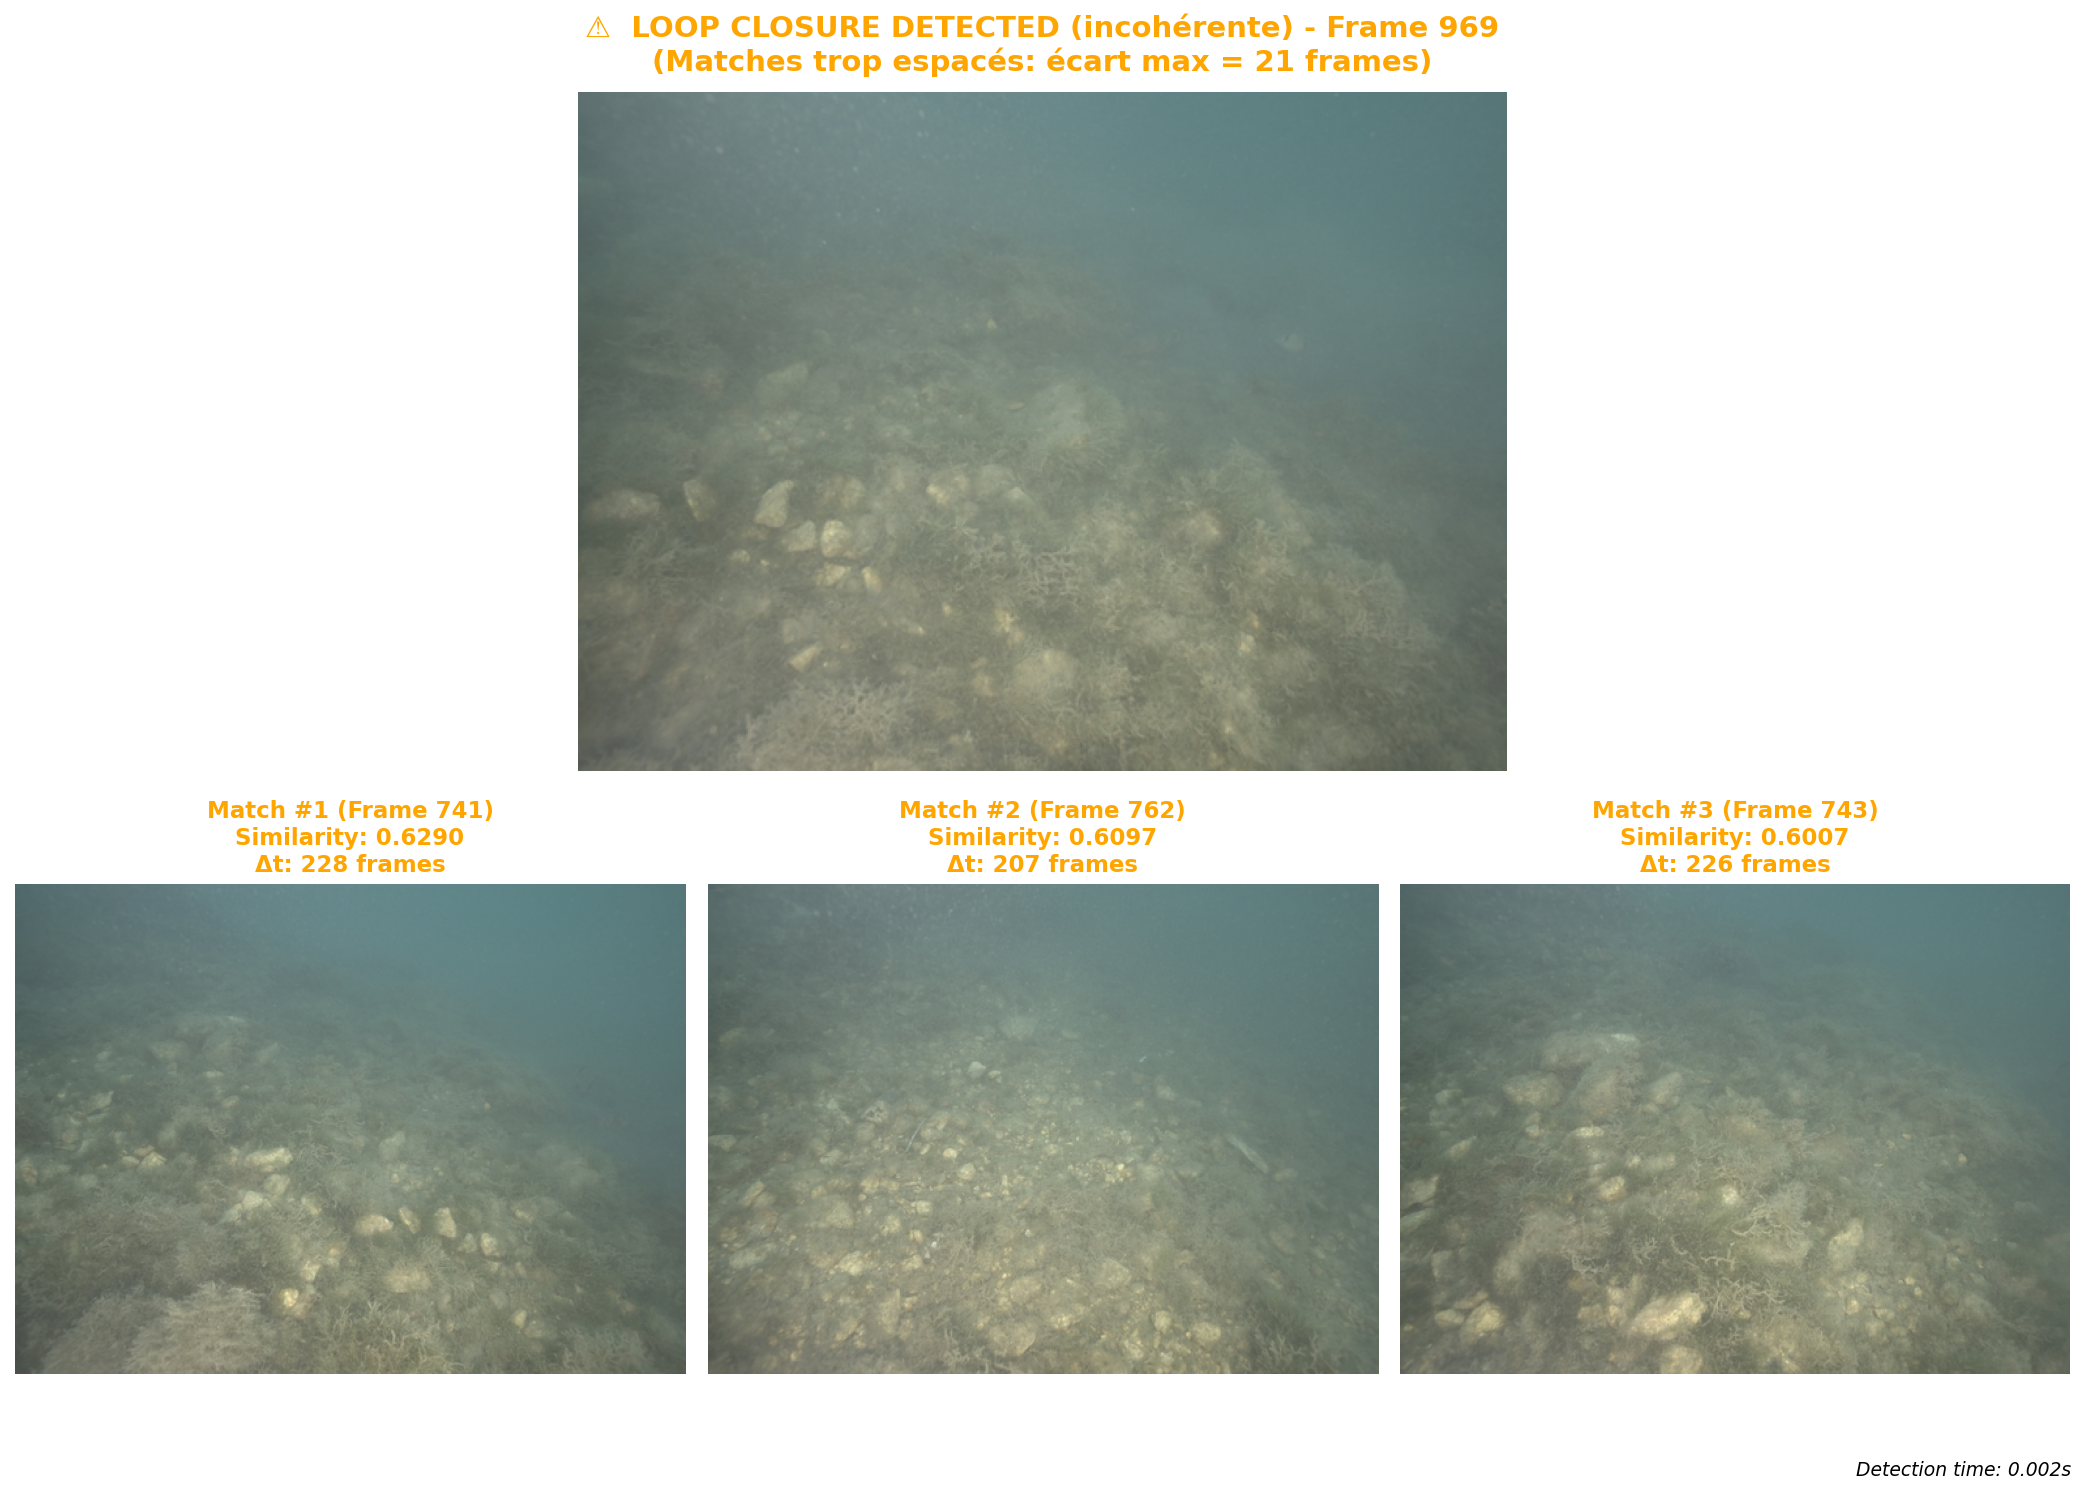 ⚠ LOOP CLOSURE DETECTED (incohérente) - Frame 969
(Matches trop espacés: écart max = 21 frames)
Match #1 (Frame 741)
Similarity: 0.6290
Δt: 228 frames
Match #2 (Frame 762)
Similarity: 0.6097
Δt: 207 frames
Match #3 (Frame 743)
Similarity: 0.6007
Δt: 226 frames
Detection time: 0.002s